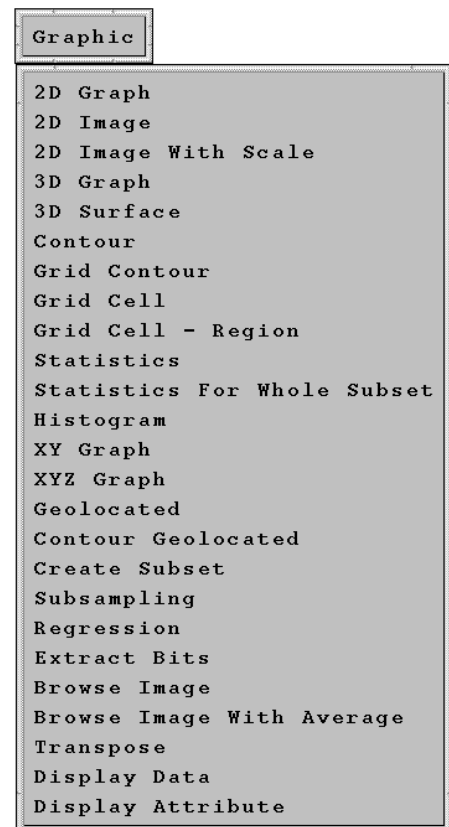 Graphic
2D Graph
2D Image
2D Image With Scale
3D Graph
3D Surface
Contour
Grid Contour
Grid Cell
Grid Cell - Region
Statistics
Statistics For Whole Subset
Histogram
XY Graph
XYZ Graph
Geolocated
Contour Geolocated
Create Subset
Subsampling
Regression
Extract Bits
Browse Image
Browse Image With Average
Transpose
Display Data
Display Attribute